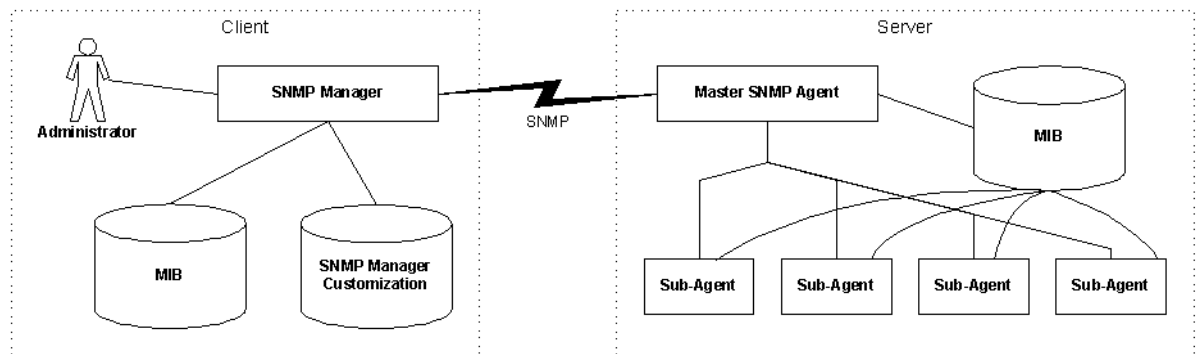 Client
Server
SNMP Manager
Master SNMP Agent
Administrator
SNMP
MIB
MIB
SNMP Manager
Customization
Sub-Agent
Sub-Agent
Sub-Agent
Sub-Agent